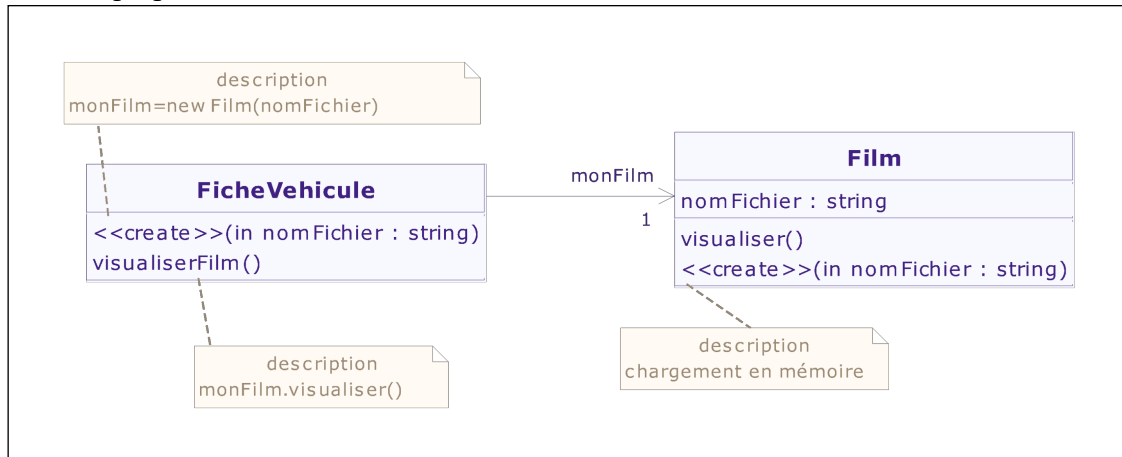 description
monFilm=new Film(nomFichier)
FicheVehicule
<<create>>(in nomFichier : string)
visualiserFilm()
description
monFilm.visualiser()
monFilm
1
Film
nomFichier : string
visualiser()
<<create>>(in nomFichier : string)
description
chargement en mémoire